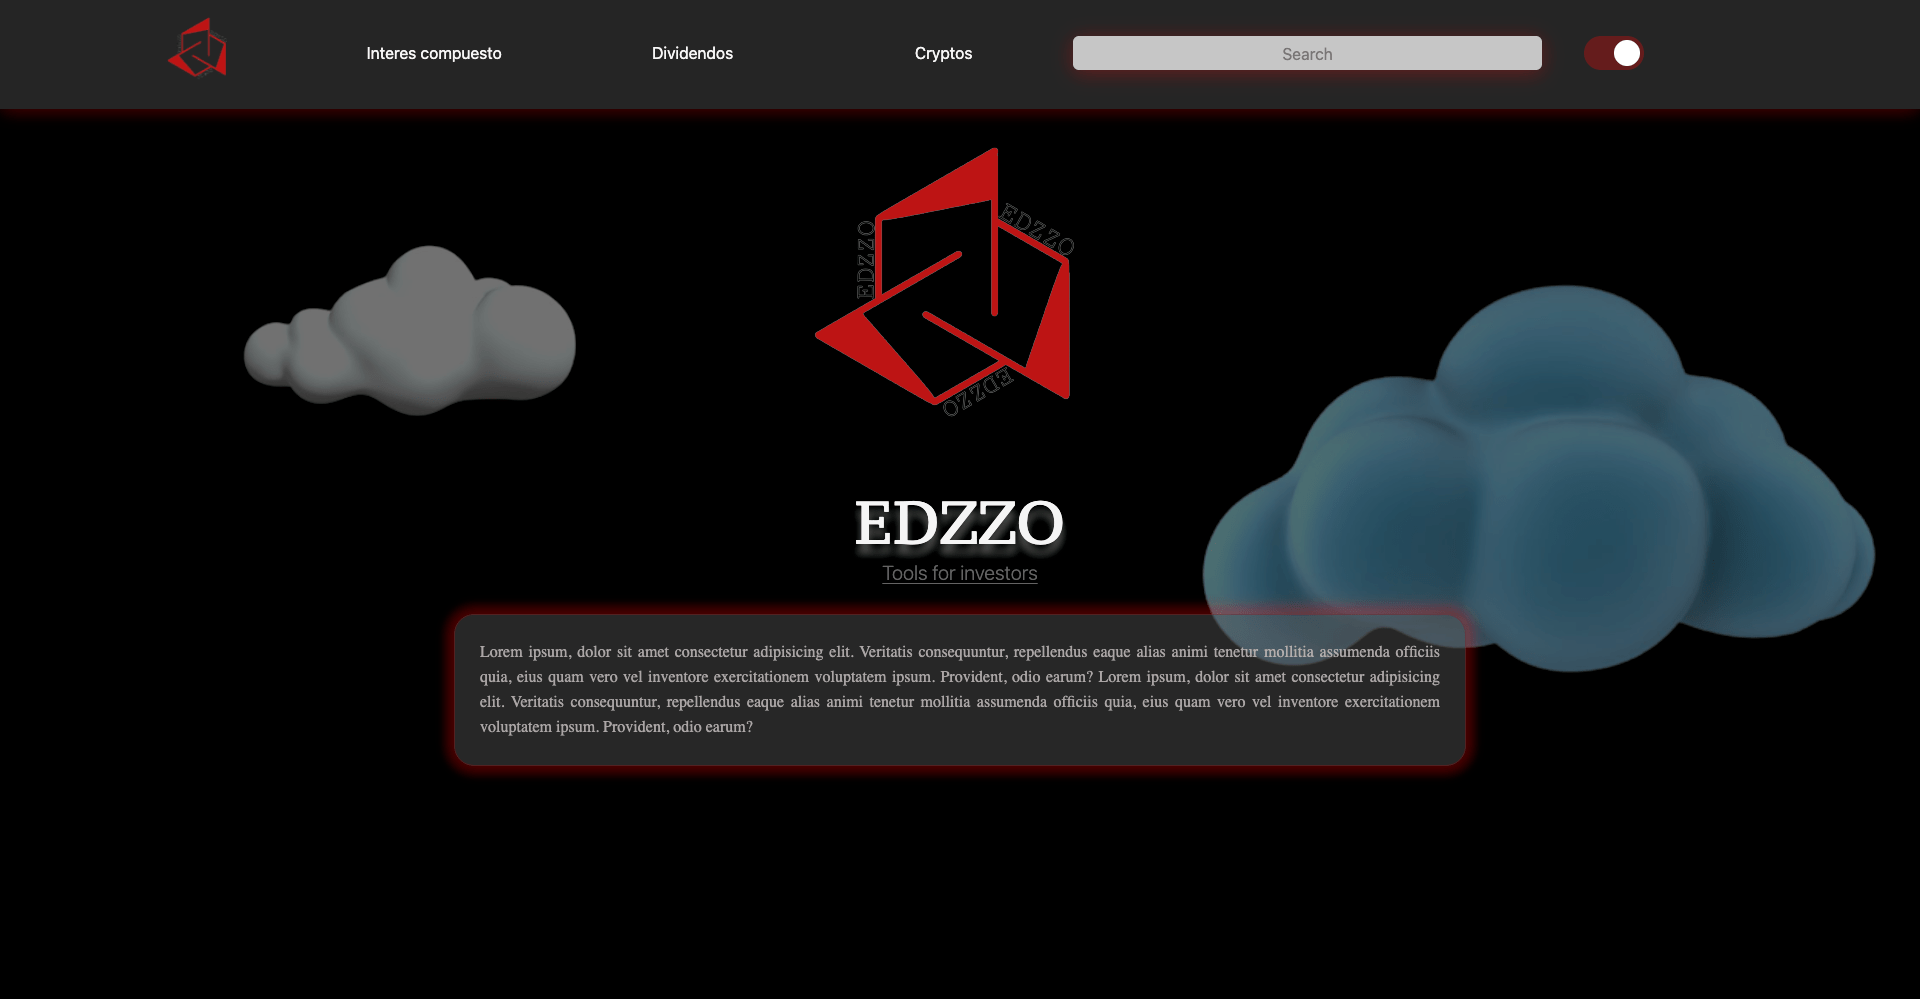 Interes compuesto
Dividendos
Cryptos
Search
EDZZO
EDZZO
EDZZO
EDZZO
Tools for investors
Lorem ipsum, dolor sit amet consectetur adipisicing elit. Veritatis consequuntur, repellendus eaque alias animi tenetur mollitia assumenda officiis
quia, eius quam vero vel inventore exercitationem voluptatem ipsum. Provident, odio earum? Lorem ipsum, dolor sit amet consectetur adipisicing
elit. Veritatis consequuntur, repellendus eaque alias animi tenetur mollitia assumenda officiis quia, eius quam vero vel inventore exercitationem
voluptatem ipsum. Provident, odio earum?